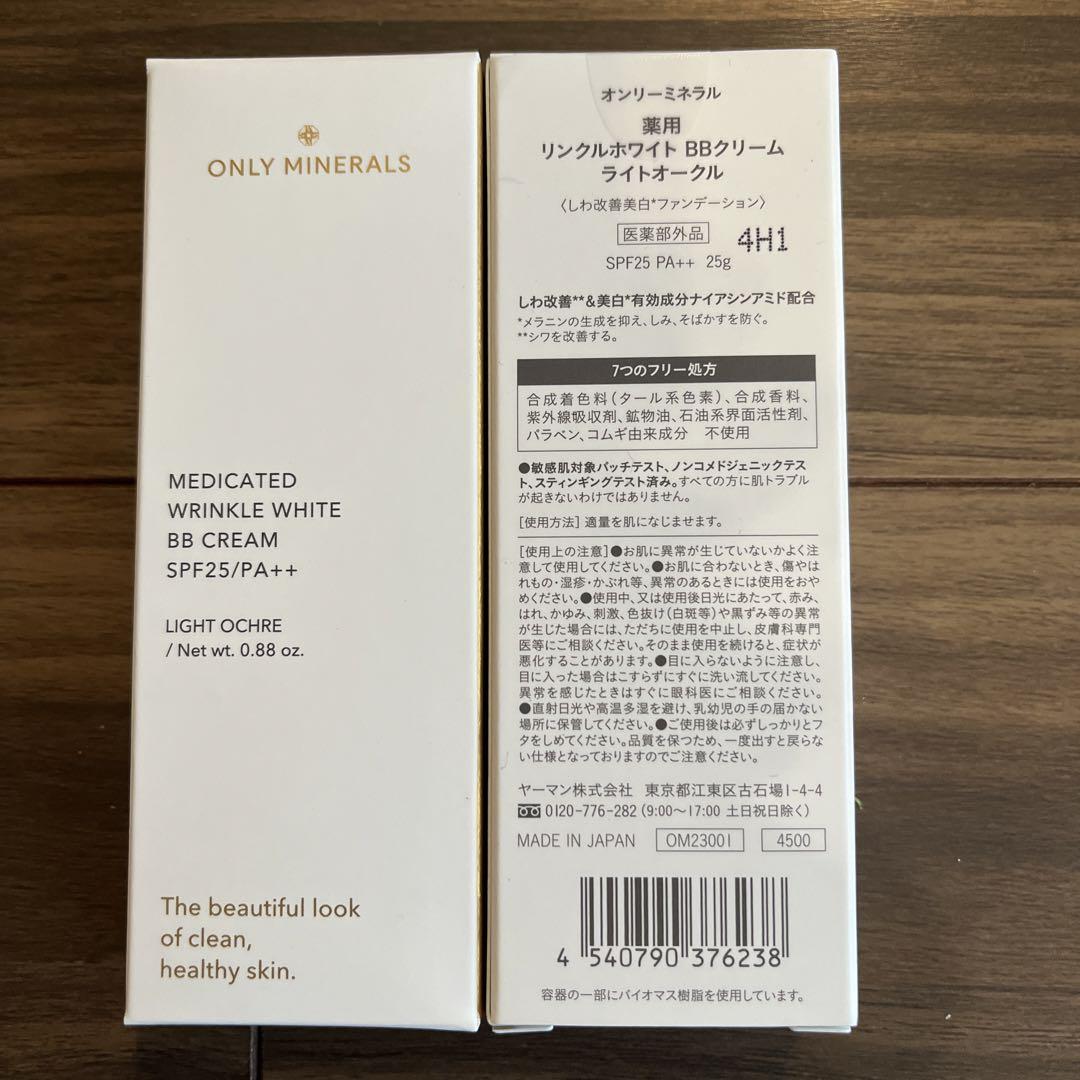 ONLY MINERALS
MEDICATED
WRINKLE WHITE
BB CREAM
SPF25/PA++
LIGHT OCHRE
/ Net wt. 0.88 oz.
The beautiful look
of clean,
healthy skin.
オンリーミネラル
薬用
リンクルホワイト BBクリーム
ライトオークル
〈しわ改善美白*ファンデーション〉
医薬部外品 4H1
SPF25 PA++ 25g
しわ改善**&美白*有効成分ナイアシンアミド配合
*メラニンの生成を抑え、しみ、そばかすを防ぐ。
**シワを改善する。
7つのフリー処方
合成着色料(タール系色素)、合成香料、
紫外線吸収剤、鉱物油、石油系界面活性剤、
パラベン、コムギ由来成分 不使用
●敏感肌対象パッチテスト、ノンコメドジェニックテス
ト、スティンギングテスト済み。すべての方に肌トラブル
が起きないわけではありません。
[使用方法] 適量を肌になじませます。
[使用上の注意]●お肌に異常が生じていないかよく注
意して使用してください。●お肌に合わないとき、傷やは
れもの・湿疹・かぶれ等、異常のあるときには使用をおや
めください。●使用中、又は使用後日光にあたって、赤み、
はれ、かゆみ、刺激、色抜け(白斑等)や黒ずみ等の異常
が生じた場合には、ただちに使用を中止し、皮膚科専門
医等にご相談ください。そのまま使用を続けると、症状が
悪化することがあります。●目に入らないように注意し、
目に入った場合はこすらずにすぐに洗い流してください。
異常を感じたときはすぐに眼科医にご相談ください。
●直射日光や高温多湿を避け、乳幼児の手の届かない
場所に保管してください。●ご使用後は必ずしっかりとフ
タをしめてください。品質を保つため、一度出すと戻らな
い仕様となっておりますのでご注意ください。
ヤーマン株式会社 東京都江東区古石場1-4-4
0120-776-282 (9:00～17:00 土日祝日除く)
MADE IN JAPAN OM23001 4500
4 540790 376238
容器の一部にバイオマス樹脂を使用しています。